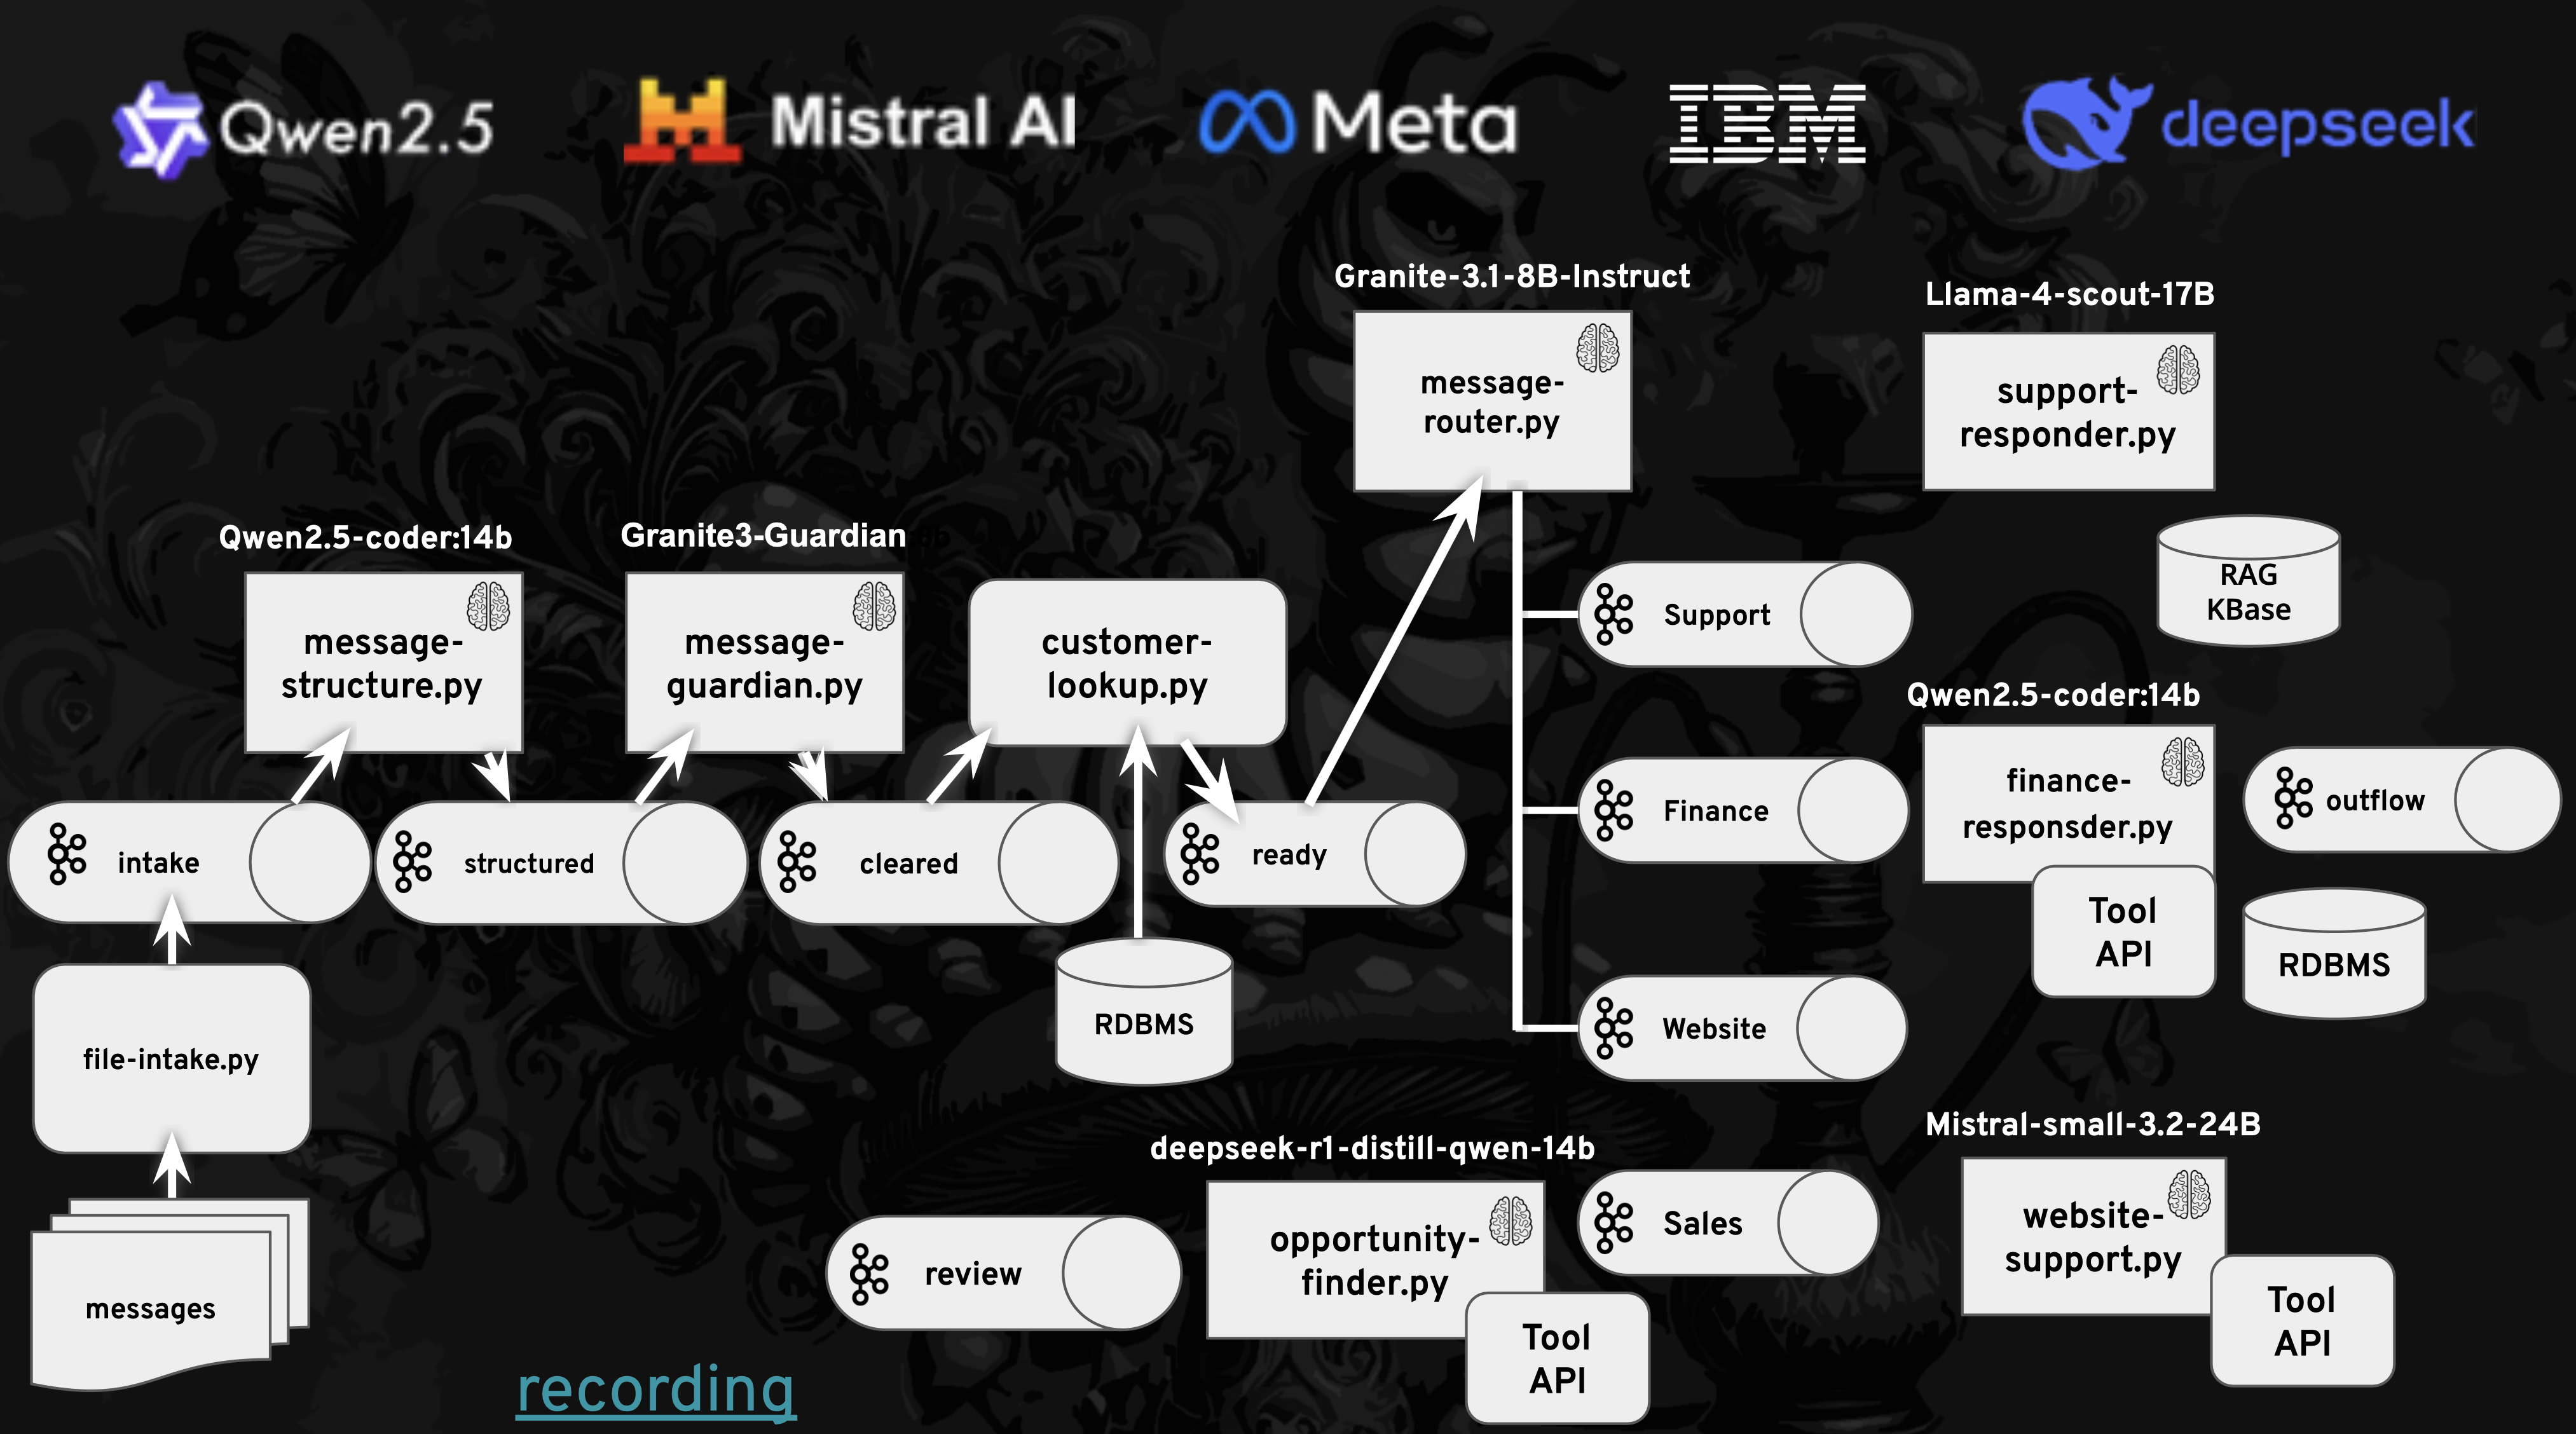 Qwen2.5
Mistral AI
Meta
IBM
deepseek
Granite-3.1-8B-Instruct
message-
router.py
Llama-4-scout-17B
support-
responder.py
RAG
KBase
Qwen2.5-coder:14b
message-
structure.py
Granite3-Guardian
message-
guardian.py
customer-
lookup.py
Support
Finance
Website
Qwen2.5-coder:14b
finance-
responsder.py
Tool
API
outflow
RDBMS
intake
structured
cleared
ready
RDBMS
file-intake.py
messages
review
deepseek-r1-distill-qwen-14b
opportunity-
finder.py
Tool
API
Sales
Mistral-small-3.2-24B
website-
support.py
Tool
API
recording